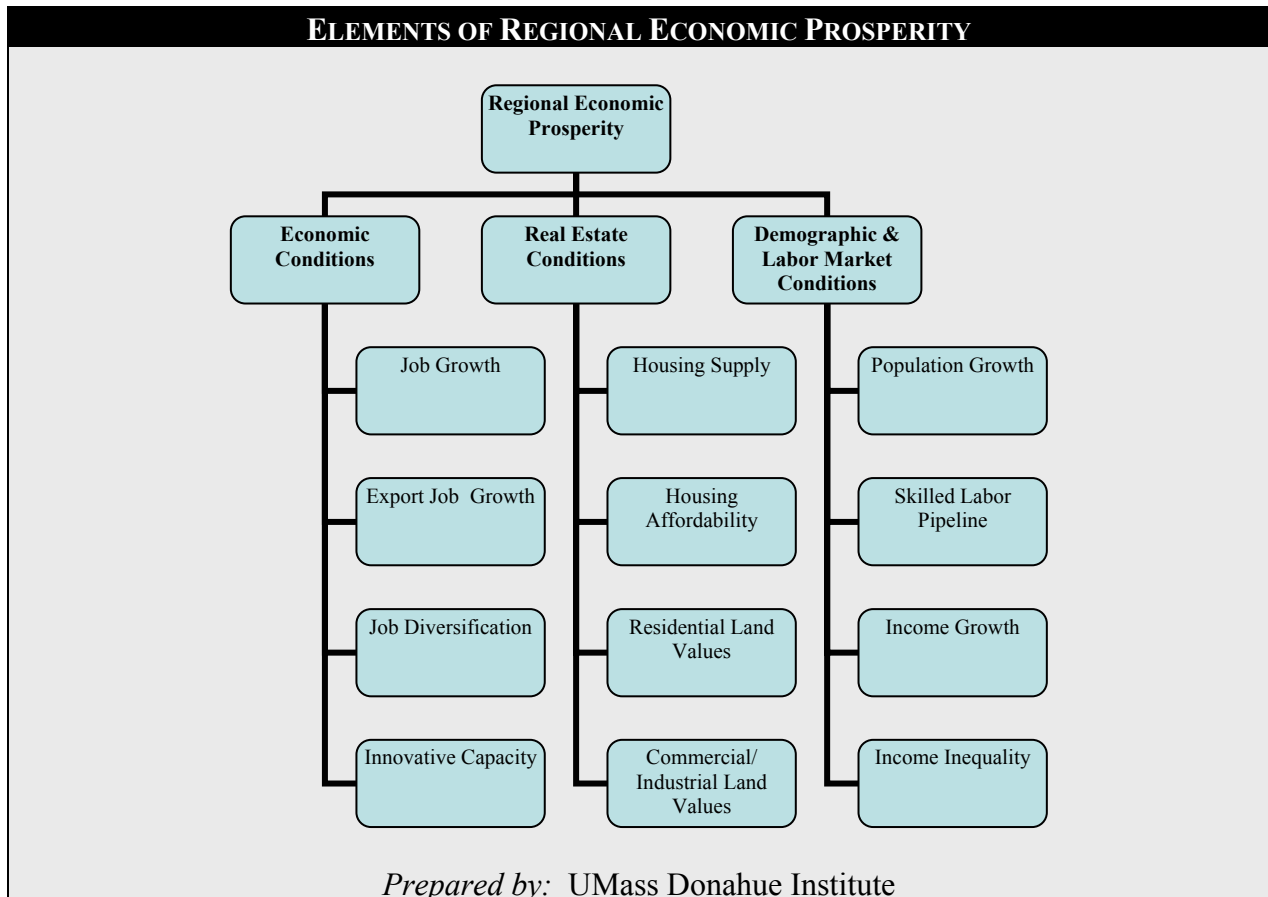 ELEMENTS OF REGIONAL ECONOMIC PROSPERITY
Regional Economic
Prosperity
Economic
Conditions
Real Estate
Conditions
Demographic &
Labor Market
Conditions
Job Growth
Housing Supply
Population Growth
Export Job Growth
Housing
Affordability
Skilled Labor
Pipeline
Job Diversification
Residential Land
Values
Income Growth
Innovative Capacity
Commercial/
Industrial Land
Values
Income Inequality
Prepared by: UMass Donahue Institute